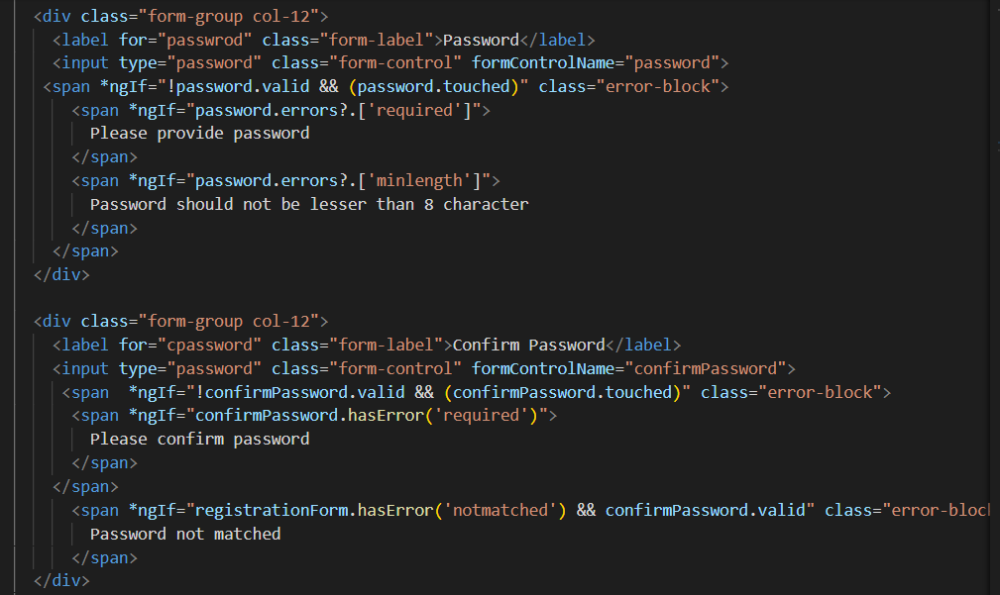 <div class="form-group col-12">
<label for="passwrod" class="form-label">Password</label>
<input type="password" class="form-control" formControlName="password">
<span *ngIf="!password.valid && (password.touched)" class="error-block">
<span *ngIf="password.errors?.['required']">
Please provide password
</span>
<span *ngIf="password.errors?.['minlength']">
Password should not be lesser than 8 character
</span>
</span>
</div>
<div class="form-group col-12">
<label for="cpassword" class="form-label">Confirm Password</label>
<input type="password" class="form-control" formControlName="confirmPassword">
<span  *ngIf="!confirmPassword.valid && (confirmPassword.touched)" class="error-block">
<span *ngIf="confirmPassword.hasError('required')">
Please confirm password
</span>
</span>
<span *ngIf="registrationForm.hasError('notmatched') && confirmPassword.valid" class="error-bloc
Password not matched
</span>
</div>